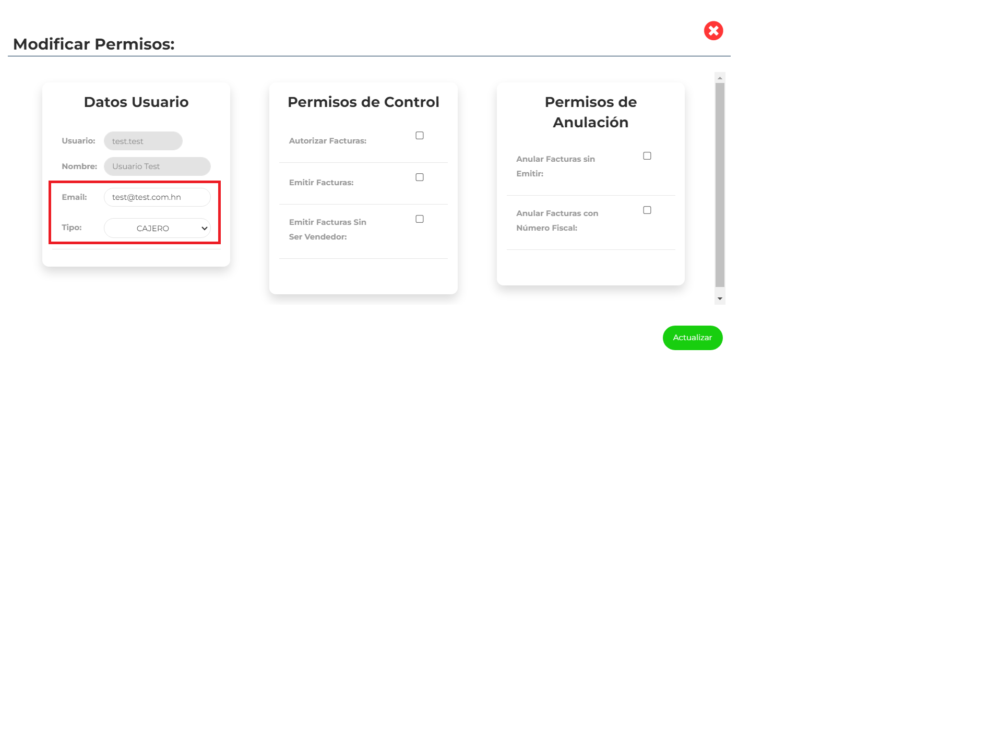 Modificar Permisos:
Datos Usuario
Usuario: test.test
Nombre: Usuario Test
Email: test@test.com.hn
Tipo: CAJERO
Permisos de Control
Autorizar Facturas:
Emitir Facturas:
Emitir Facturas Sin
Ser Vendedor:
Permisos de
Anulación
Anular Facturas sin
Emitir:
Anular Facturas con
Número Fiscal:
Actualizar